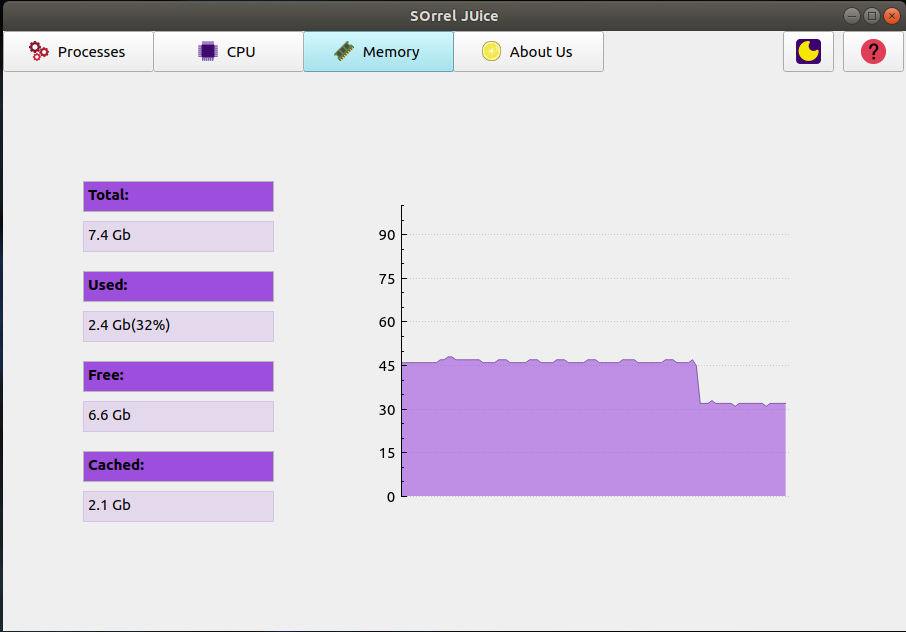 SOrrel JUice
Processes
CPU
Memory
About Us
?
Total:
7.4 Gb
Used:
2.4 Gb(32%)
Free:
6.6 Gb
Cached:
2.1 Gb
90
75
60
45
30
15
0